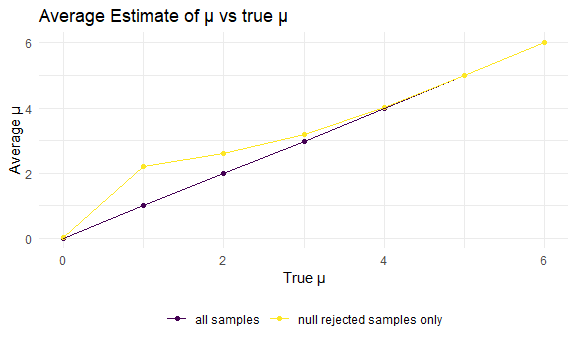 Average Estimate of μ vs true μ
6
4
2
0
Average μ
0 2 4 6
True μ
all samples null rejected samples only